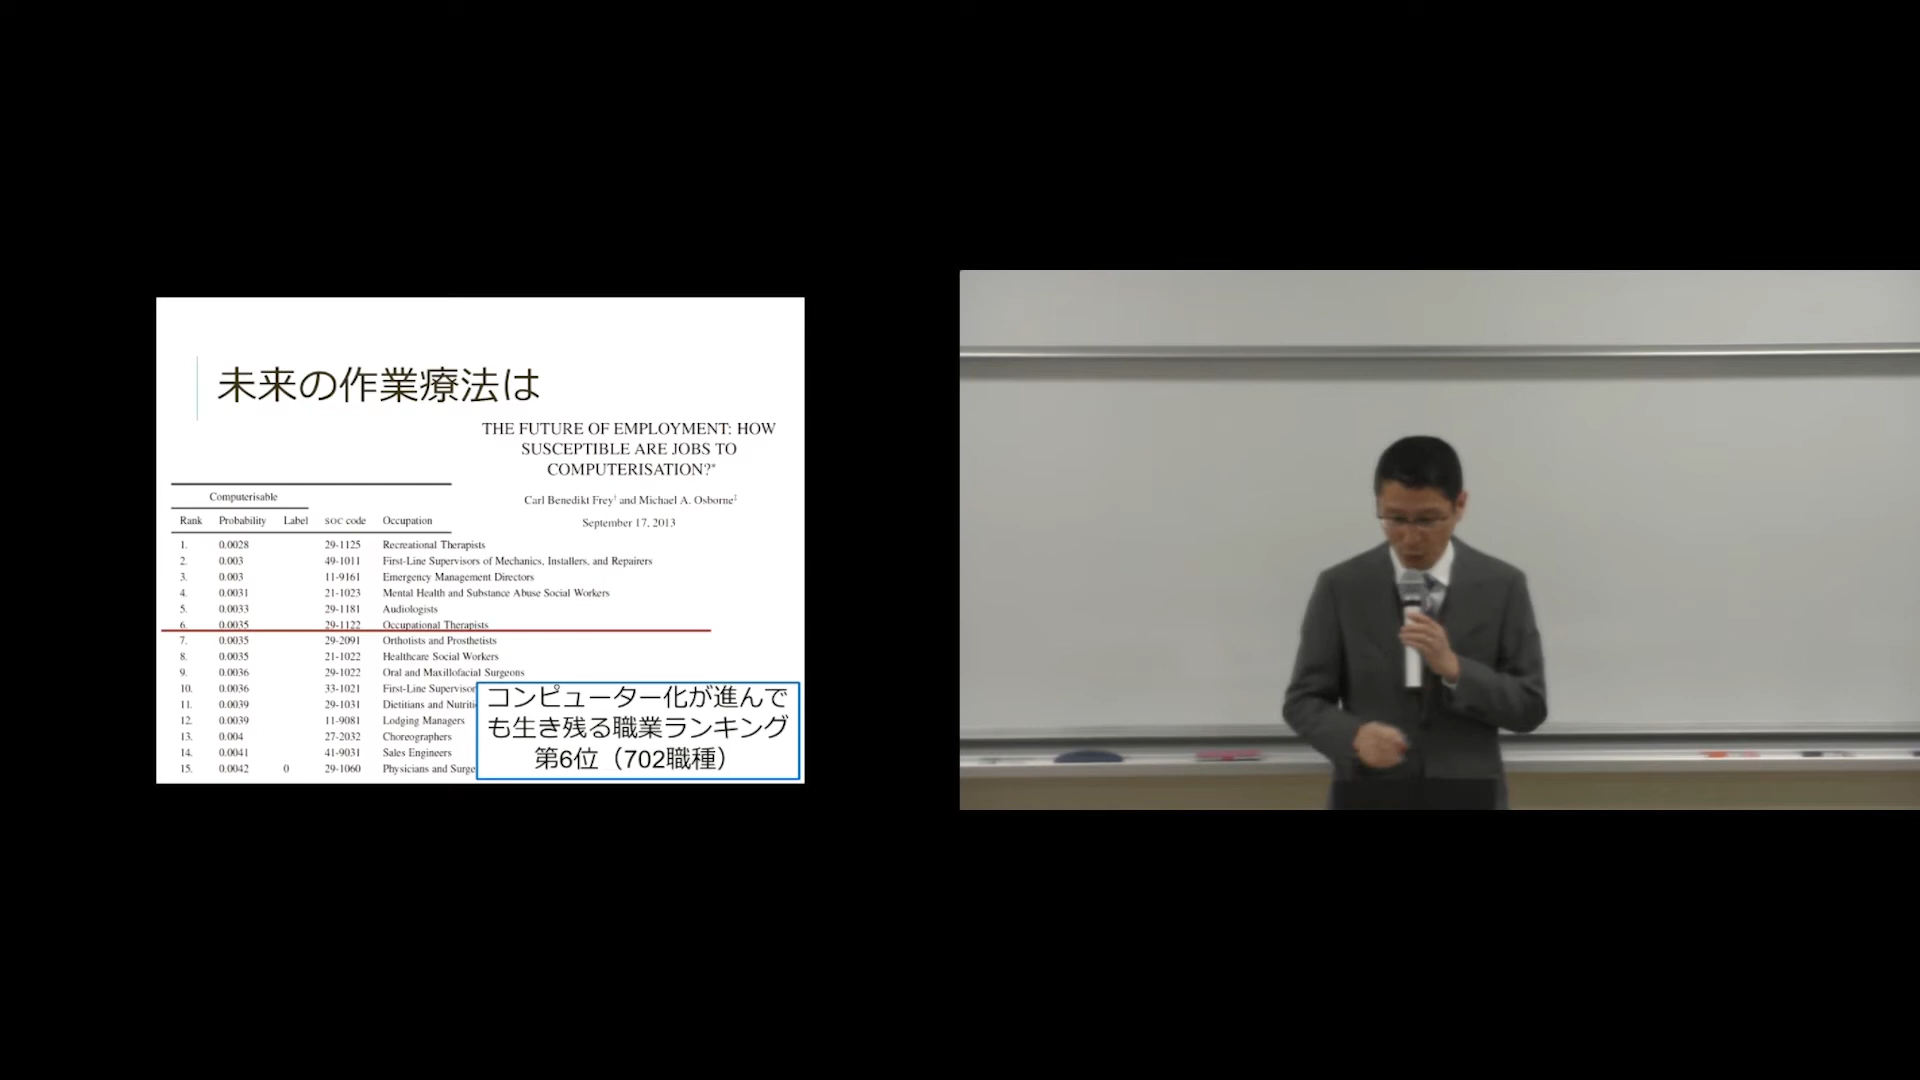 未来の作業療法は
THE FUTURE OF EMPLOYMENT: HOW
SUSCEPTIBLE ARE JOBS TO
COMPUTERISATION?*
Carl Benedikt Frey† and Michael A. Osborne‡
September 17, 2013
Computerisable
Rank Probability Label SOC code Occupation
1. 0.0028 29-1125 Recreational Therapists
2. 0.003 49-1011 First-Line Supervisors of Mechanics, Installers, and Repairers
3. 0.003 11-9161 Emergency Management Directors
4. 0.0031 21-1023 Mental Health and Substance Abuse Social Workers
5. 0.0033 29-1181 Audiologists
6. 0.0035 29-1122 Occupational Therapists
7. 0.0035 29-2091 Orthotists and Prosthetists
8. 0.0035 21-1022 Healthcare Social Workers
9. 0.0036 29-1022 Oral and Maxillofacial Surgeons
10. 0.0036 33-1021 First-Line Supervisor
11. 0.0039 29-1031 Dietitians and Nutriti
12. 0.0039 11-9081 Lodging Managers
13. 0.004 27-2032 Choreographers
14. 0.0041 41-9031 Sales Engineers
15. 0.0042 0 29-1060 Physicians and Surge
コンピューター化が進んで
も生き残る職業ランキング
第6位（702職種）